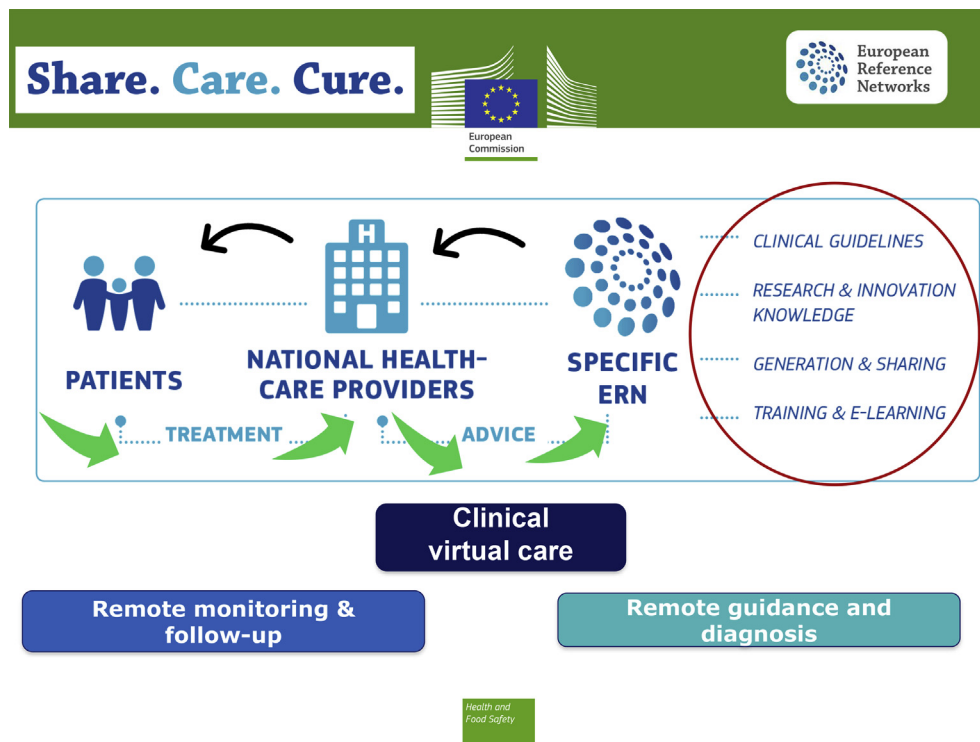 Share. Care. Cure.
European
Commission
European
Reference
Networks
H
PATIENTS
NATIONAL HEALTH-
CARE PROVIDERS
SPECIFIC
ERN
TREATMENT
ADVICE
CLINICAL GUIDELINES
RESEARCH & INNOVATION
KNOWLEDGE
GENERATION & SHARING
TRAINING & E-LEARNING
Clinical
virtual care
Remote monitoring &
follow-up
Remote guidance and
diagnosis
Health and
Food Safety